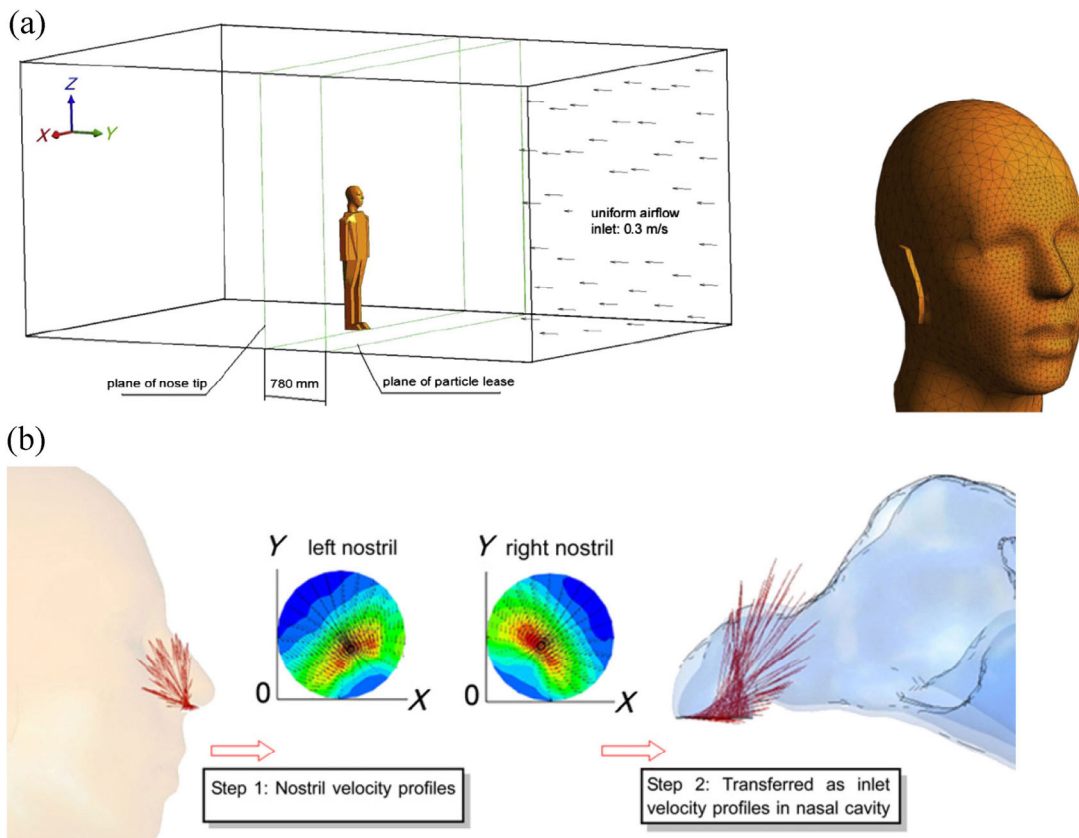 (a)
Z
X
Y
uniform airflow
inlet: 0.3 m/s
plane of nose tip
780 mm
plane of particle lease
(b)
Y left nostril
Y right nostril
0
X
0
X
Step 1: Nostril velocity profiles
Step 2: Transferred as inlet
velocity profiles in nasal cavity